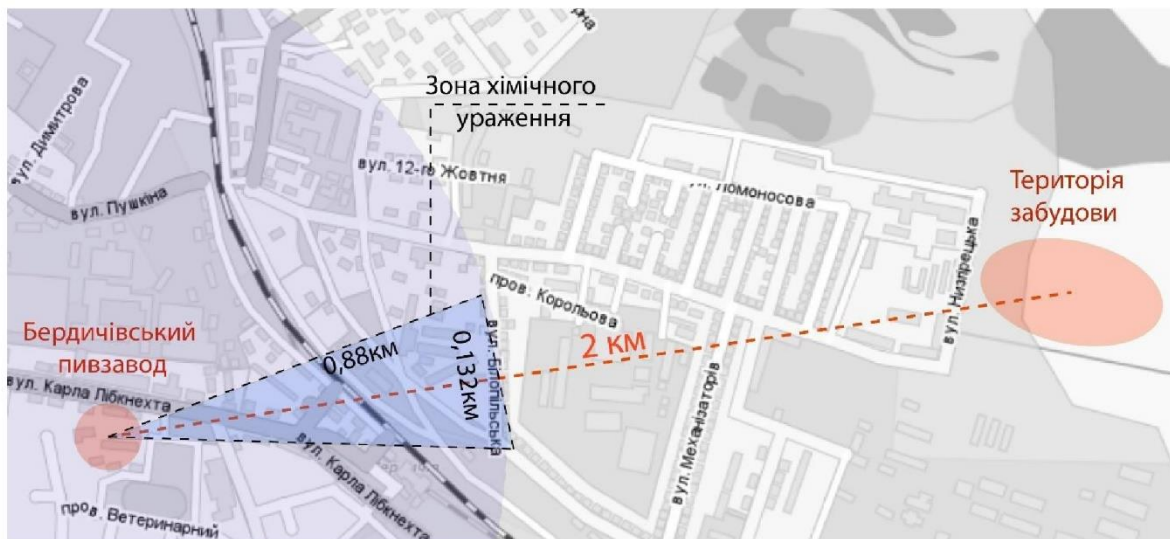 вул. Димитрова
вул. Пушкіна
Зона хімічного
ураження
вул. 12-го Жовтня
Ломоносова
Територія
забудови
вул. Низпрецька
пров. Корольова
Бердичівський
пивзавод
0,88км
0,132км
2 км
вул. Білопільська
вул. Карла Лібкнехта
вул. Карла Лібкнехта
вул. Механізаторів
пров. Ветеринарний